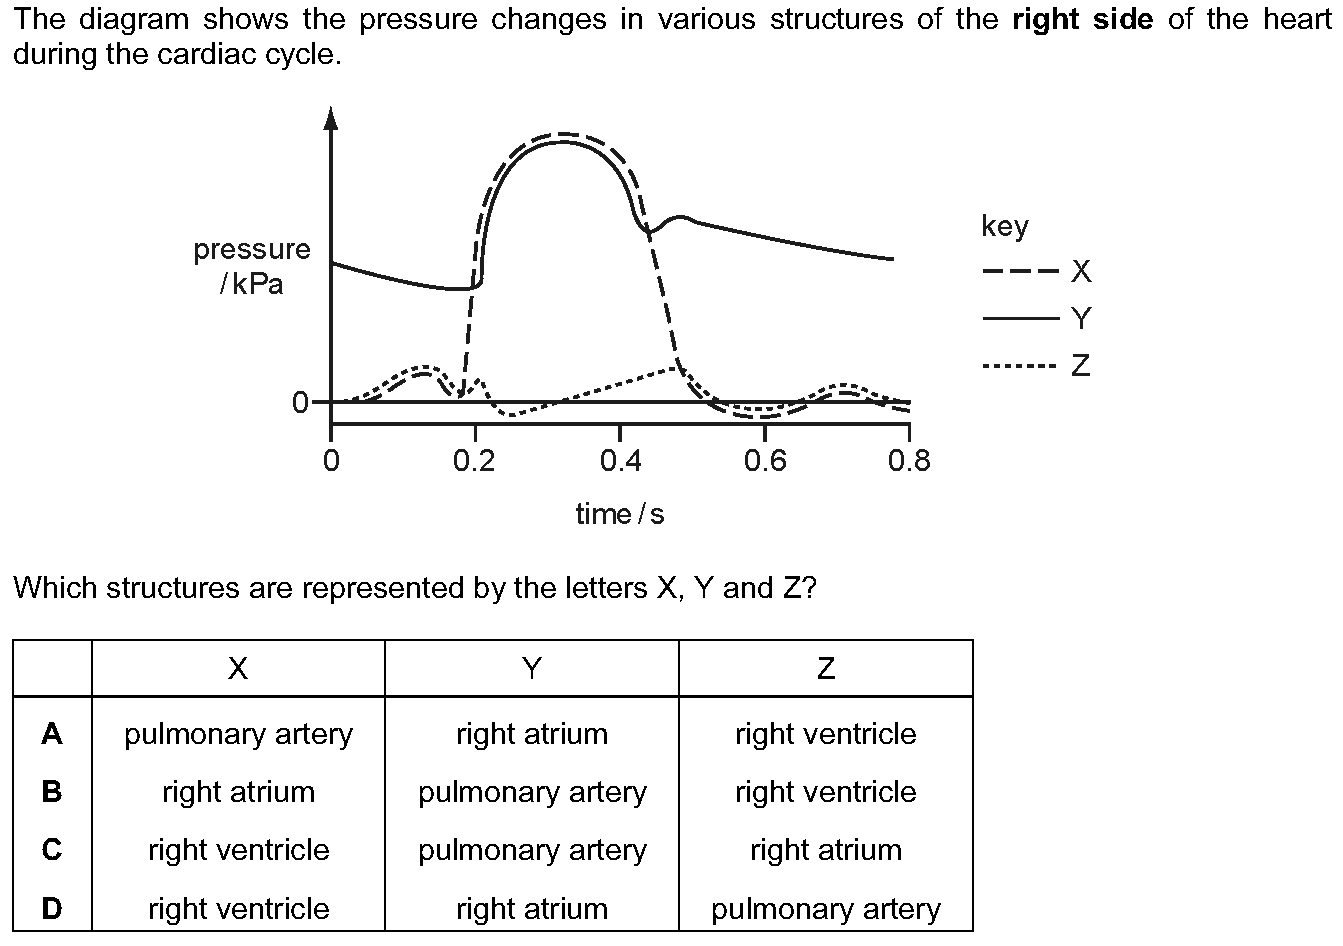 The diagram shows the pressure changes in various structures of the right side of the heart
during the cardiac cycle.
pressure
/ kPa
0
0 0.2 0.4 0.6 0.8
time / s
key
X
Y
Z
Which structures are represented by the letters X, Y and Z?
X Y Z
A pulmonary artery right atrium right ventricle
B right atrium pulmonary artery right ventricle
C right ventricle pulmonary artery right atrium
D right ventricle right atrium pulmonary artery